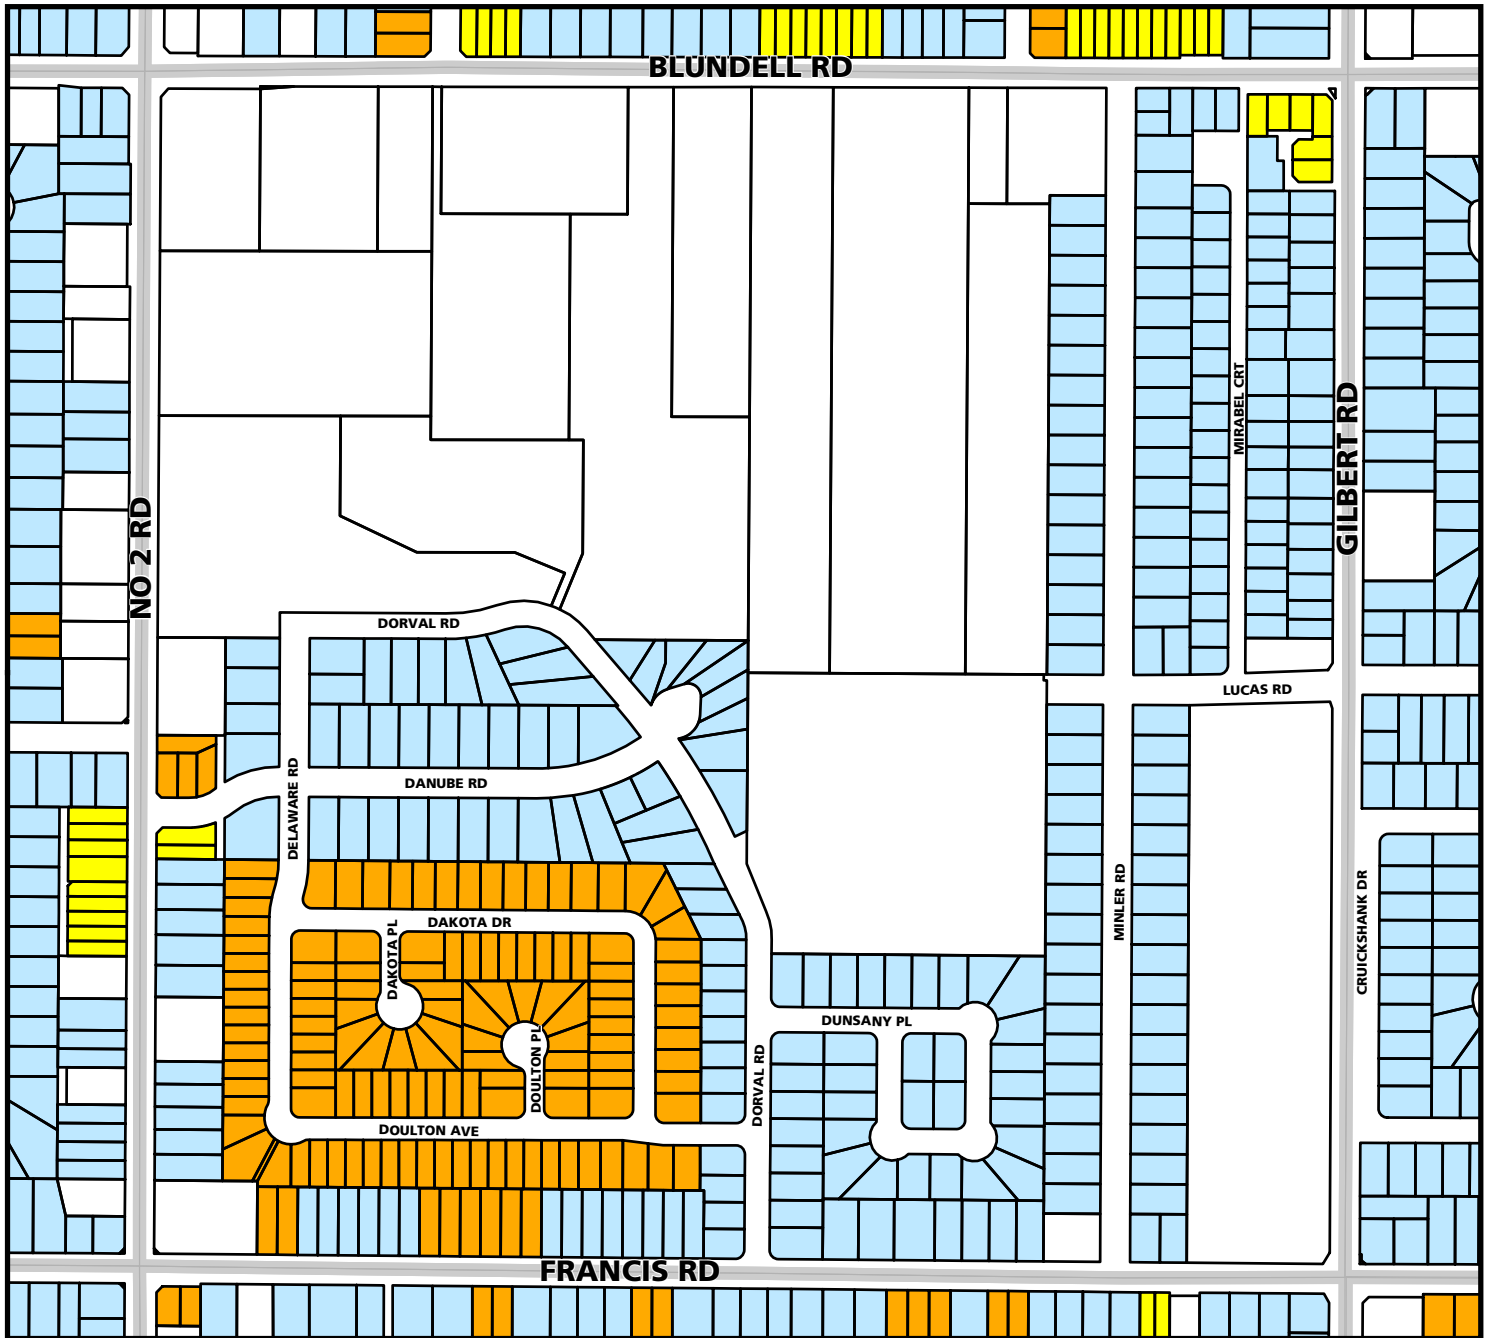 BLUNDELL RD
MIRABEL CRT
GILBERT RD
NO 2 RD
DORVAL RD
LUCAS RD
DELAWARE RD
DANUBE RD
MINLER RD
CRUICKSHANK DR
DAKOTA PL
DAKOTA DR
DUNSANY PL
DOULTON PL
DORVAL RD
DOULTON AVE
FRANCIS RD